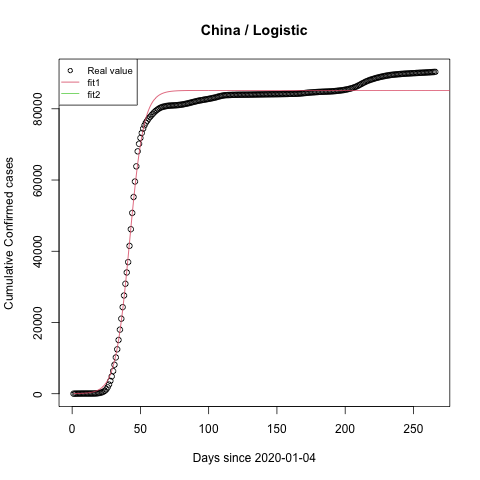 China / Logistic
Real value
fit1
fit2
Cumulative Confirmed cases
0
20000
40000
60000
80000
0
50
100
150
200
250
Days since 2020-01-04